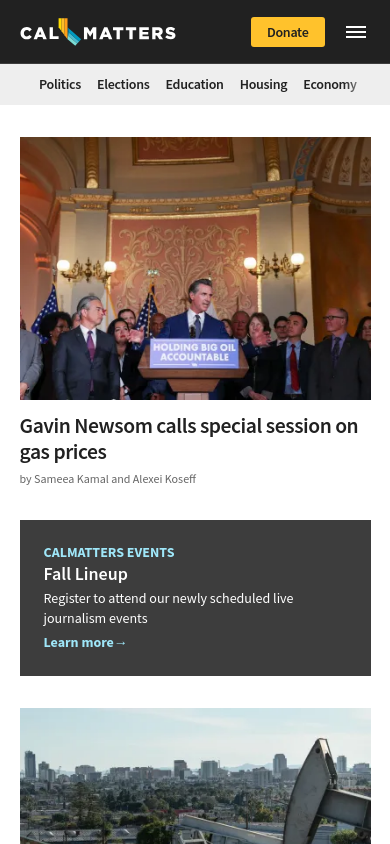 CAL MATTERS
Donate
Politics Elections Education Housing Economy
HOLDING BIG OIL
ACCOUNTABLE
Gavin Newsom calls special session on
gas prices
by Sameea Kamal and Alexei Koseff
CALMATTERS EVENTS
Fall Lineup
Register to attend our newly scheduled live
journalism events
Learn more→